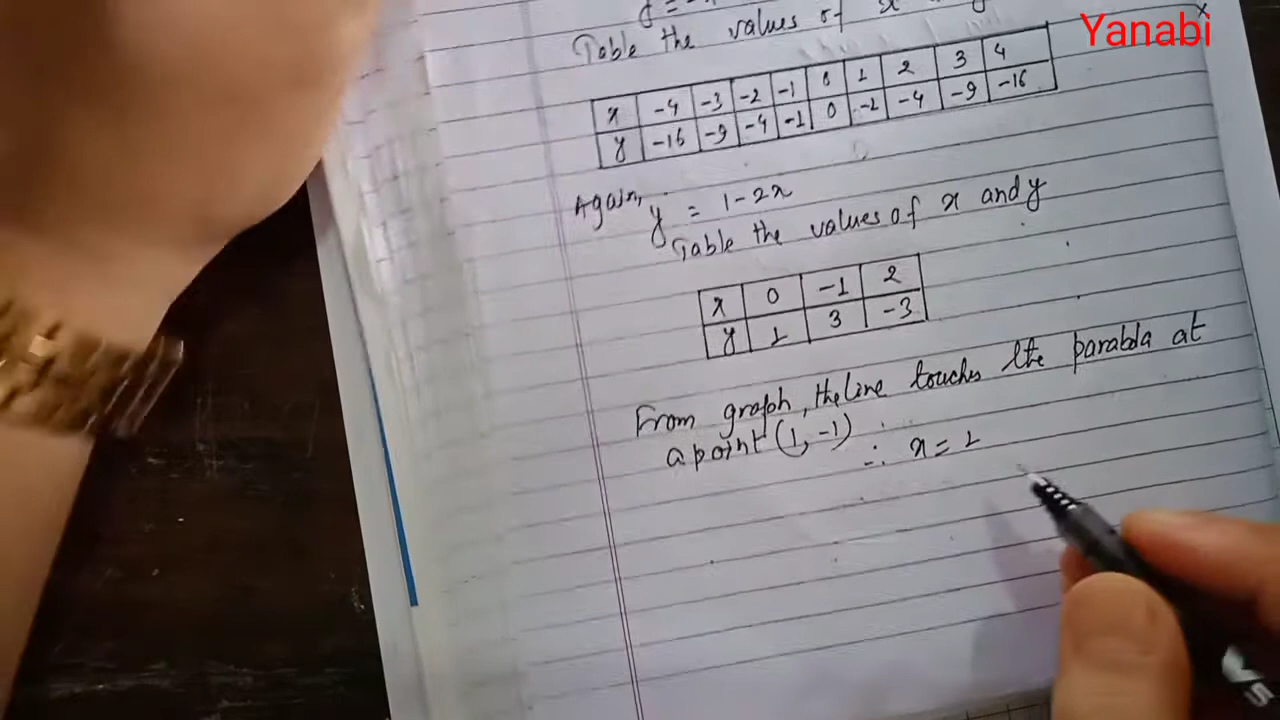 Yanabi
Table the values of x
x -4 -3 -2 -1 0 1 2 3 4
y -16 -9 -4 -1 0 -1 -4 -9 -16
Again, y = 1-2x
Table the values of x and y
x 0 -1 2
y 1 3 -3
From graph, the line touches the parabola at
a point (1, -1)
∴ x = 1